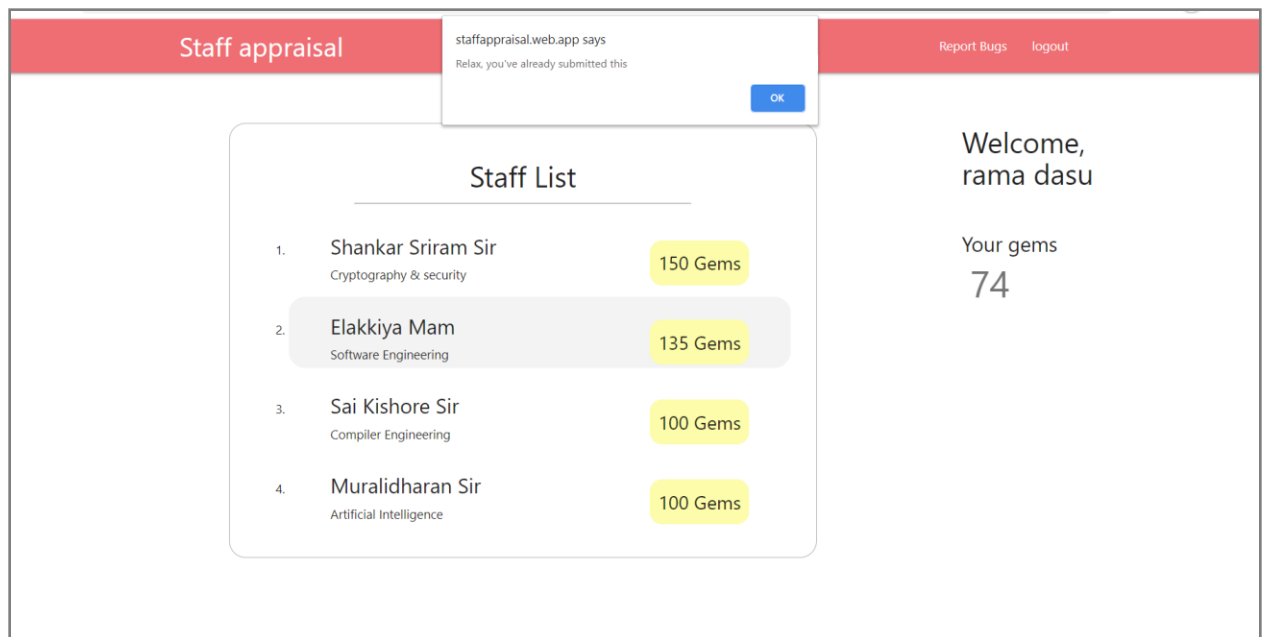 Staff appraisal
staffappraisal.web.app says
Relax, you've already submitted this
OK
Report Bugs logout
Welcome,
rama dasu
Your gems
74
Staff List
1. Shankar Sriram Sir
Cryptography & security
150 Gems
2. Elakkiya Mam
Software Engineering
135 Gems
3. Sai Kishore Sir
Compiler Engineering
100 Gems
4. Muralidharan Sir
Artificial Intelligence
100 Gems